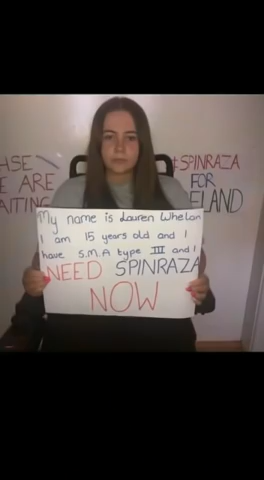 HSE
E ARE
AITING
#SPINRAZA
FOR
ELAND
My name is Lauren Whelan
I am 15 years old and I
have S.M.A type III and I
NEED SPINRAZA
NOW